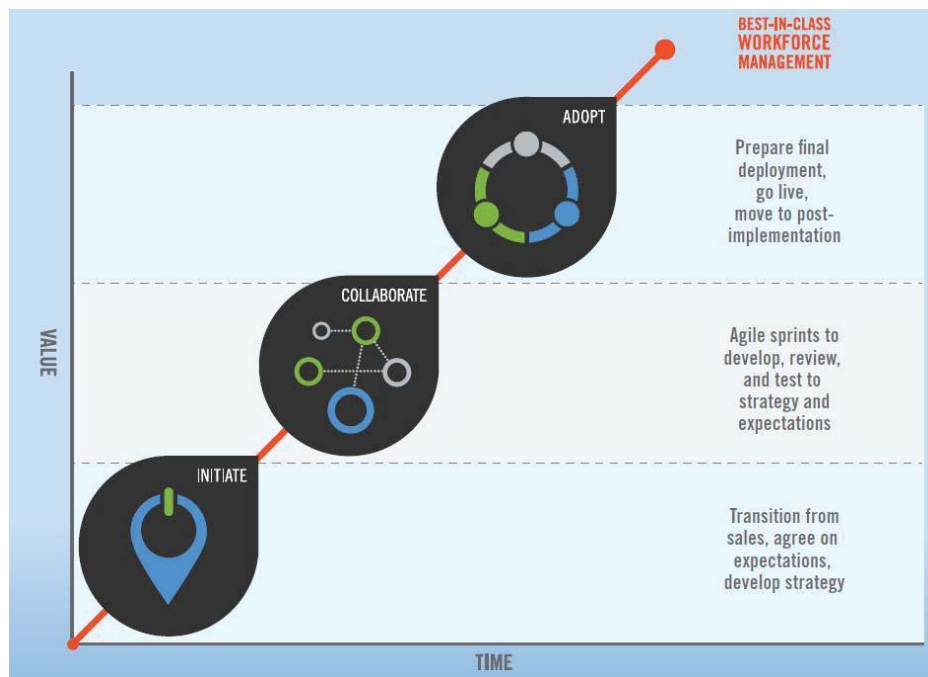 BEST-IN-CLASS
WORKFORCE
MANAGEMENT
ADOPT
Prepare final
deployment,
go live,
move to post-
implementation
COLLABORATE
Agile sprints to
develop, review,
and test to
strategy and
expectations
VALUE
INITIATE
Transition from
sales, agree on
expectations,
develop strategy
TIME